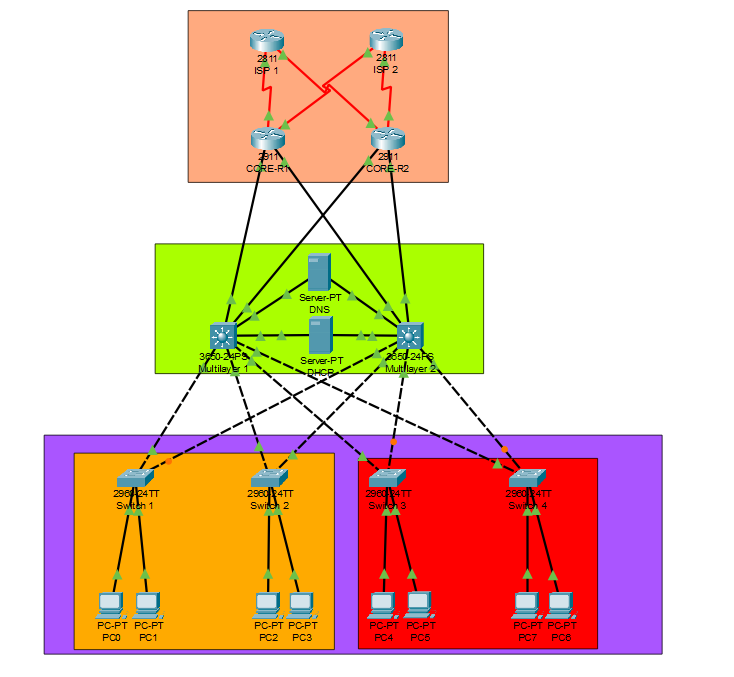 2811
ISP 1
2811
ISP 2
2911
CORE-R1
2911
CORE-R2
Server-PT
DNS
3650-24PS
Multilayer 1
Server-PT
DHCP
3650-24PS
Multilayer 2
2960-24TT
Switch 1
2960-24TT
Switch 2
2960-24TT
Switch 3
2960-24TT
Switch 4
PC-PT
PC0
PC-PT
PC1
PC-PT
PC2
PC-PT
PC3
PC-PT
PC4
PC-PT
PC5
PC-PT
PC7
PC-PT
PC6